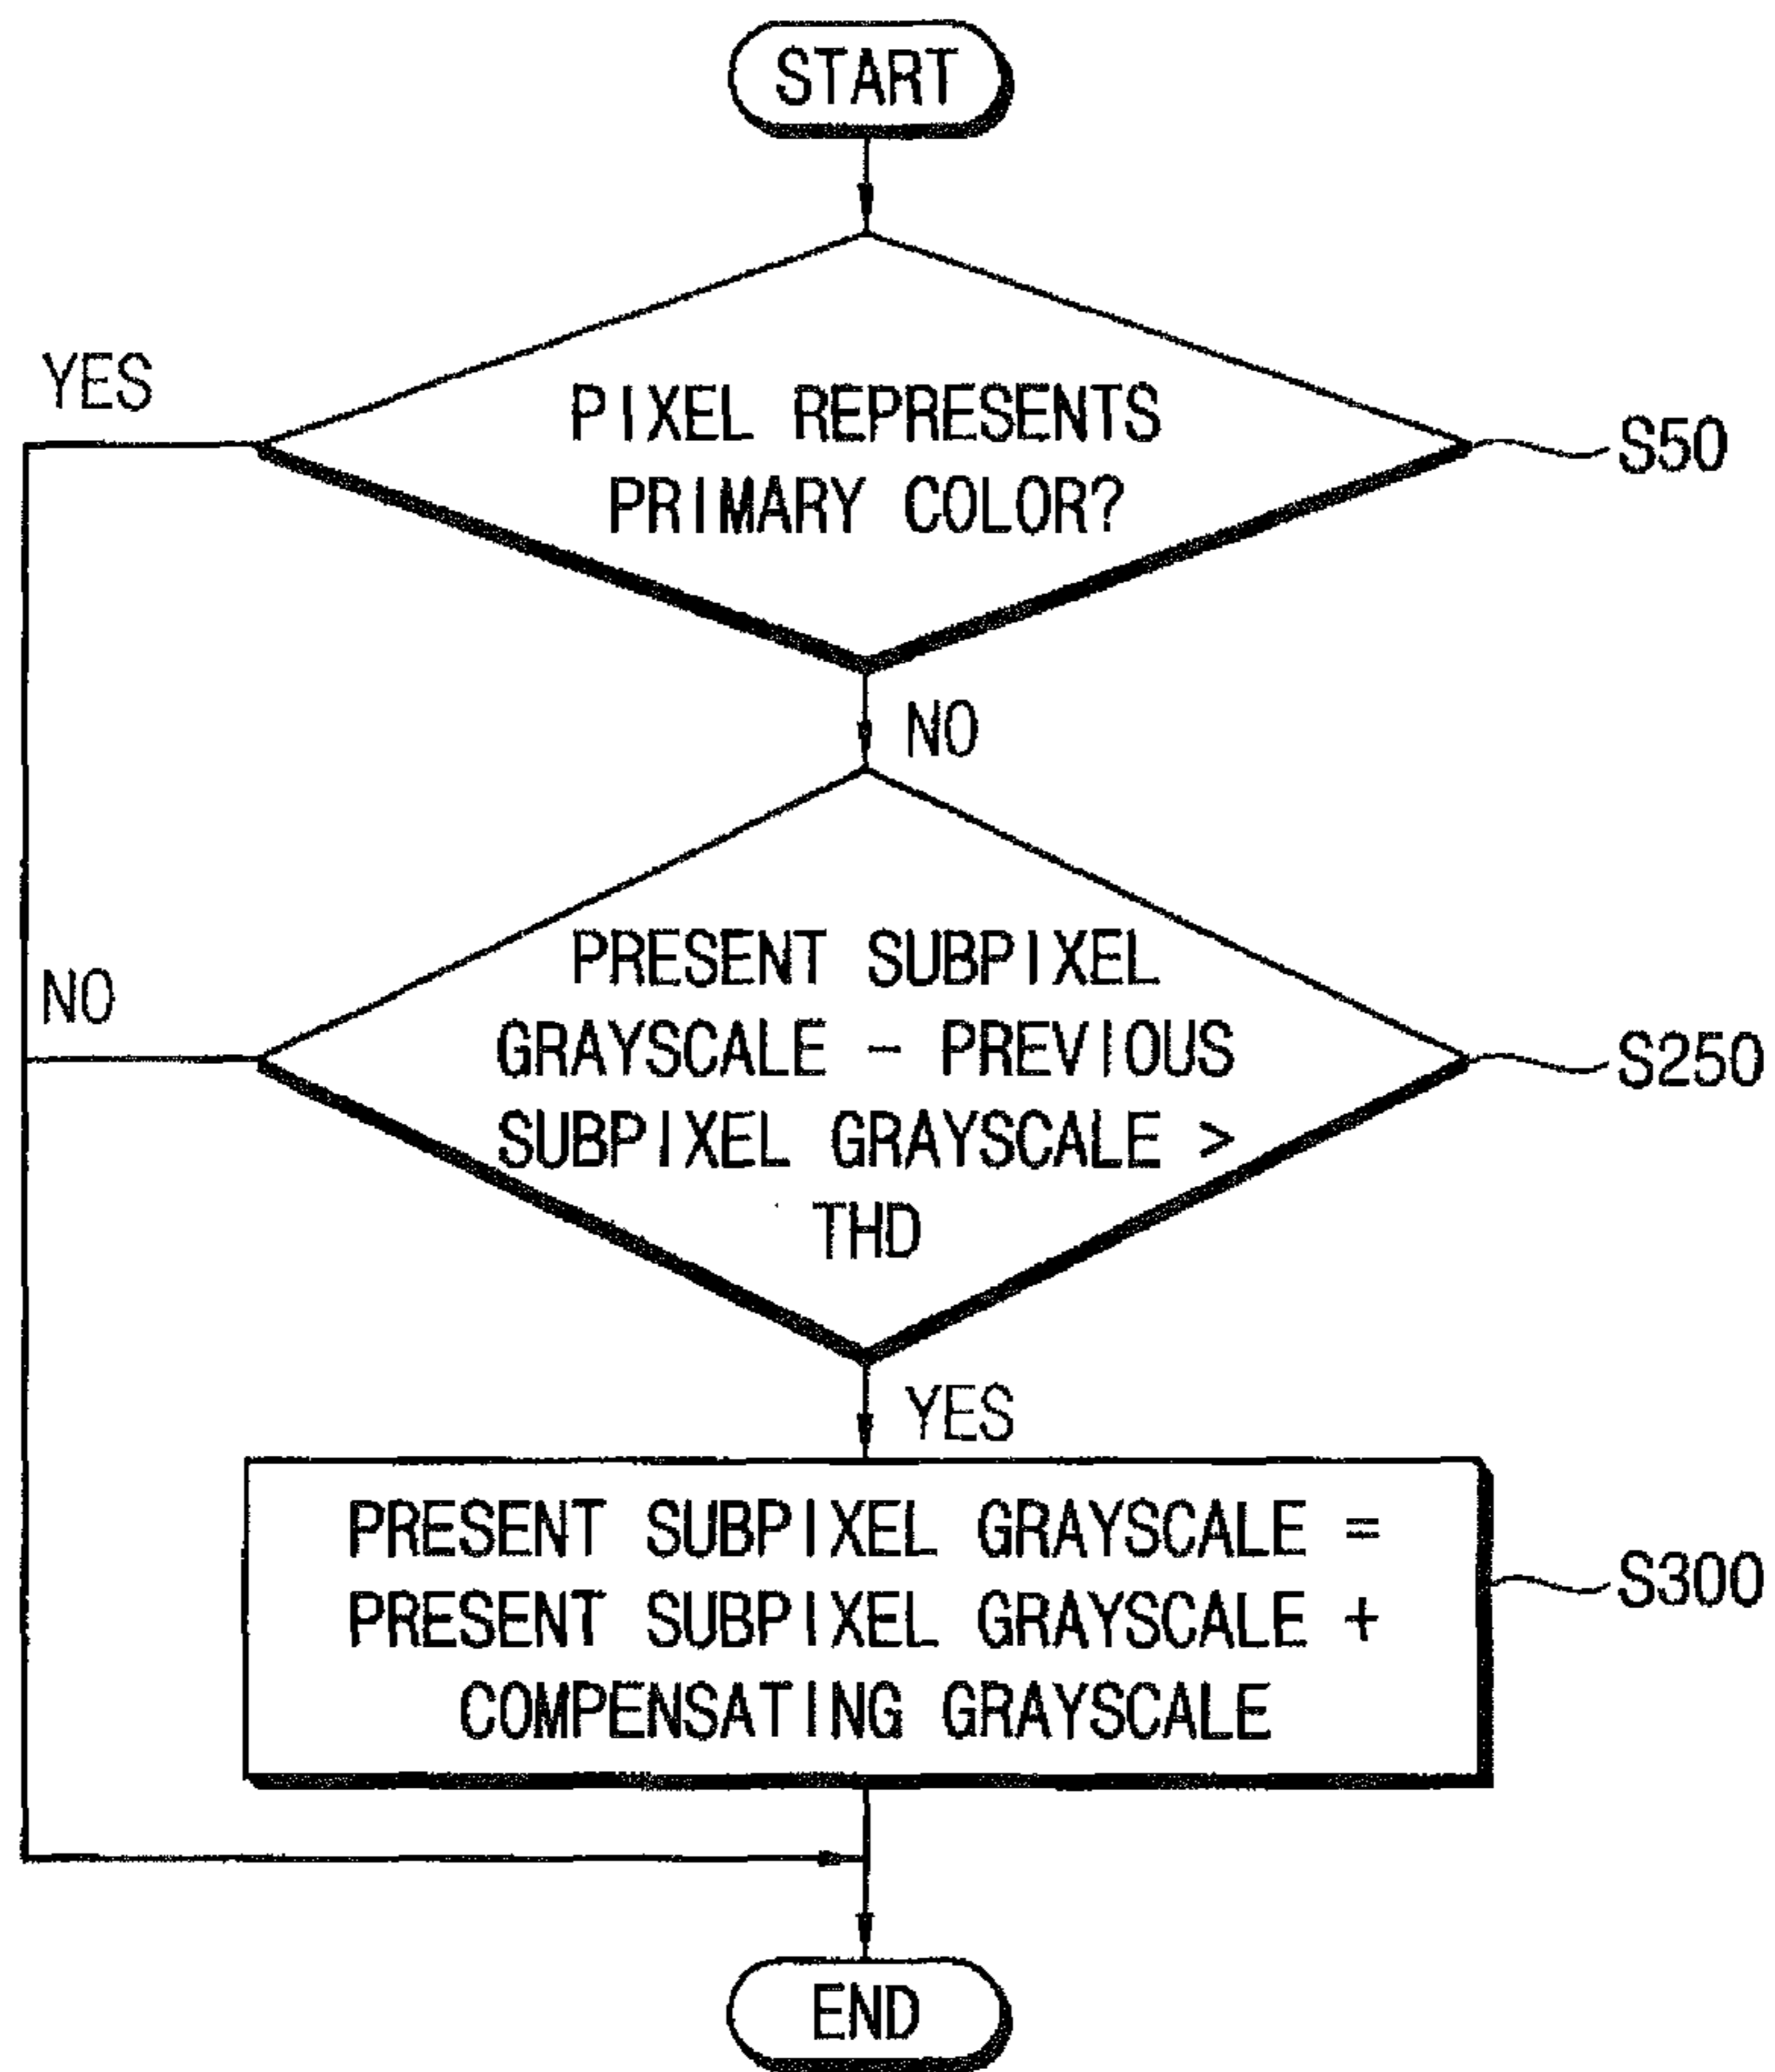 START
YES
PIXEL REPRESENTS
PRIMARY COLOR?
S50
NO
PRESENT SUBPIXEL
GRAYSCALE - PREVIOUS
SUBPIXEL GRAYSCALE >
THD
NO
S250
YES
PRESENT SUBPIXEL GRAYSCALE =
PRESENT SUBPIXEL GRAYSCALE +
COMPENSATING GRAYSCALE
S300
END